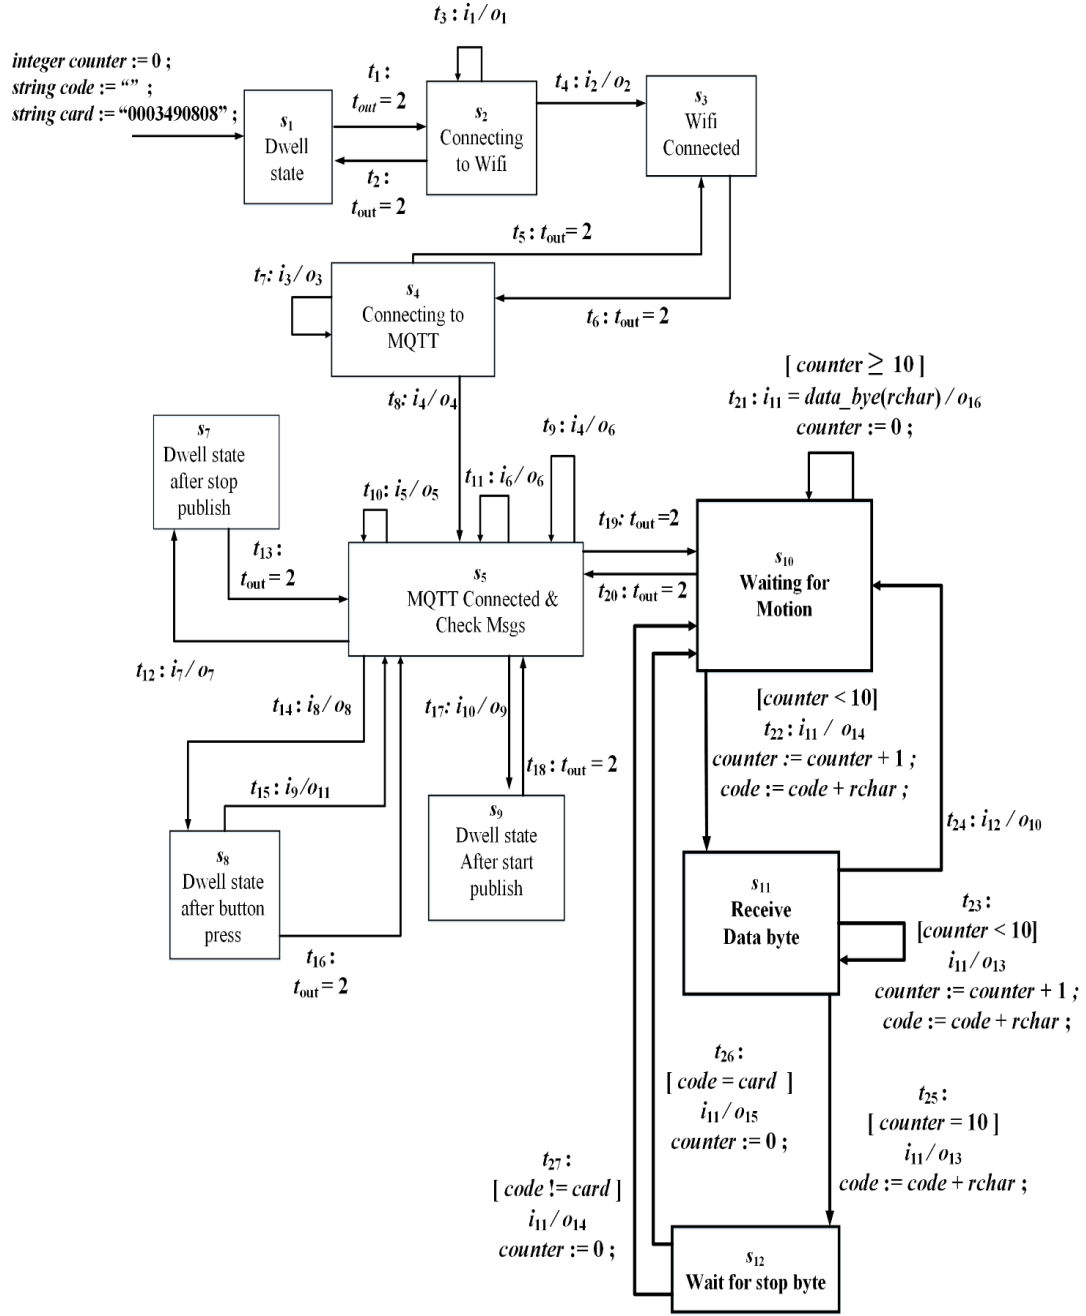 t3 : i1 / o1
integer counter := 0 ;
string code := “” ;
string card := “0003490808” ;
t1 :
tout = 2
t4 : i2 / o2
s1
Dwell
state
s2
Connecting
to Wifi
s3
Wifi
Connected
t2 :
tout = 2
t5 : tout= 2
t7: i3 / o3
s4
Connecting to
MQTT
t6 : tout = 2
[ counter ≥ 10 ]
t21 : i11 = data_bye(rchar) / o16
counter := 0 ;
t8: i4 / o4
t9 : i4 / o6
s7
Dwell state
after stop
publish
t10 : i5 / o5
t11 : i6 / o6
t19: tout =2
t13 :
tout = 2
s5
MQTT Connected &
Check Msgs
t20 : tout = 2
s10
Waiting for
Motion
t12 : i7 / o7
t14 : i8 / o8
t17: i10 / o9
[counter < 10]
t22 : i11 / o14
counter := counter + 1 ;
code := code + rchar ;
t18 : tout = 2
t15 : i9 /o11
t24 : i12 / o10
s8
Dwell state
after button
press
s9
Dwell state
After start
publish
s11
Receive
Data byte
t23 :
[counter < 10]
i11 / o13
counter := counter + 1 ;
code := code + rchar ;
t16 :
tout = 2
t26 :
[ code = card ]
i11 / o15
counter := 0 ;
t25 :
[ counter = 10 ]
i11 / o13
code := code + rchar ;
t27 :
[ code != card ]
i11 / o14
counter := 0 ;
s12
Wait for stop byte